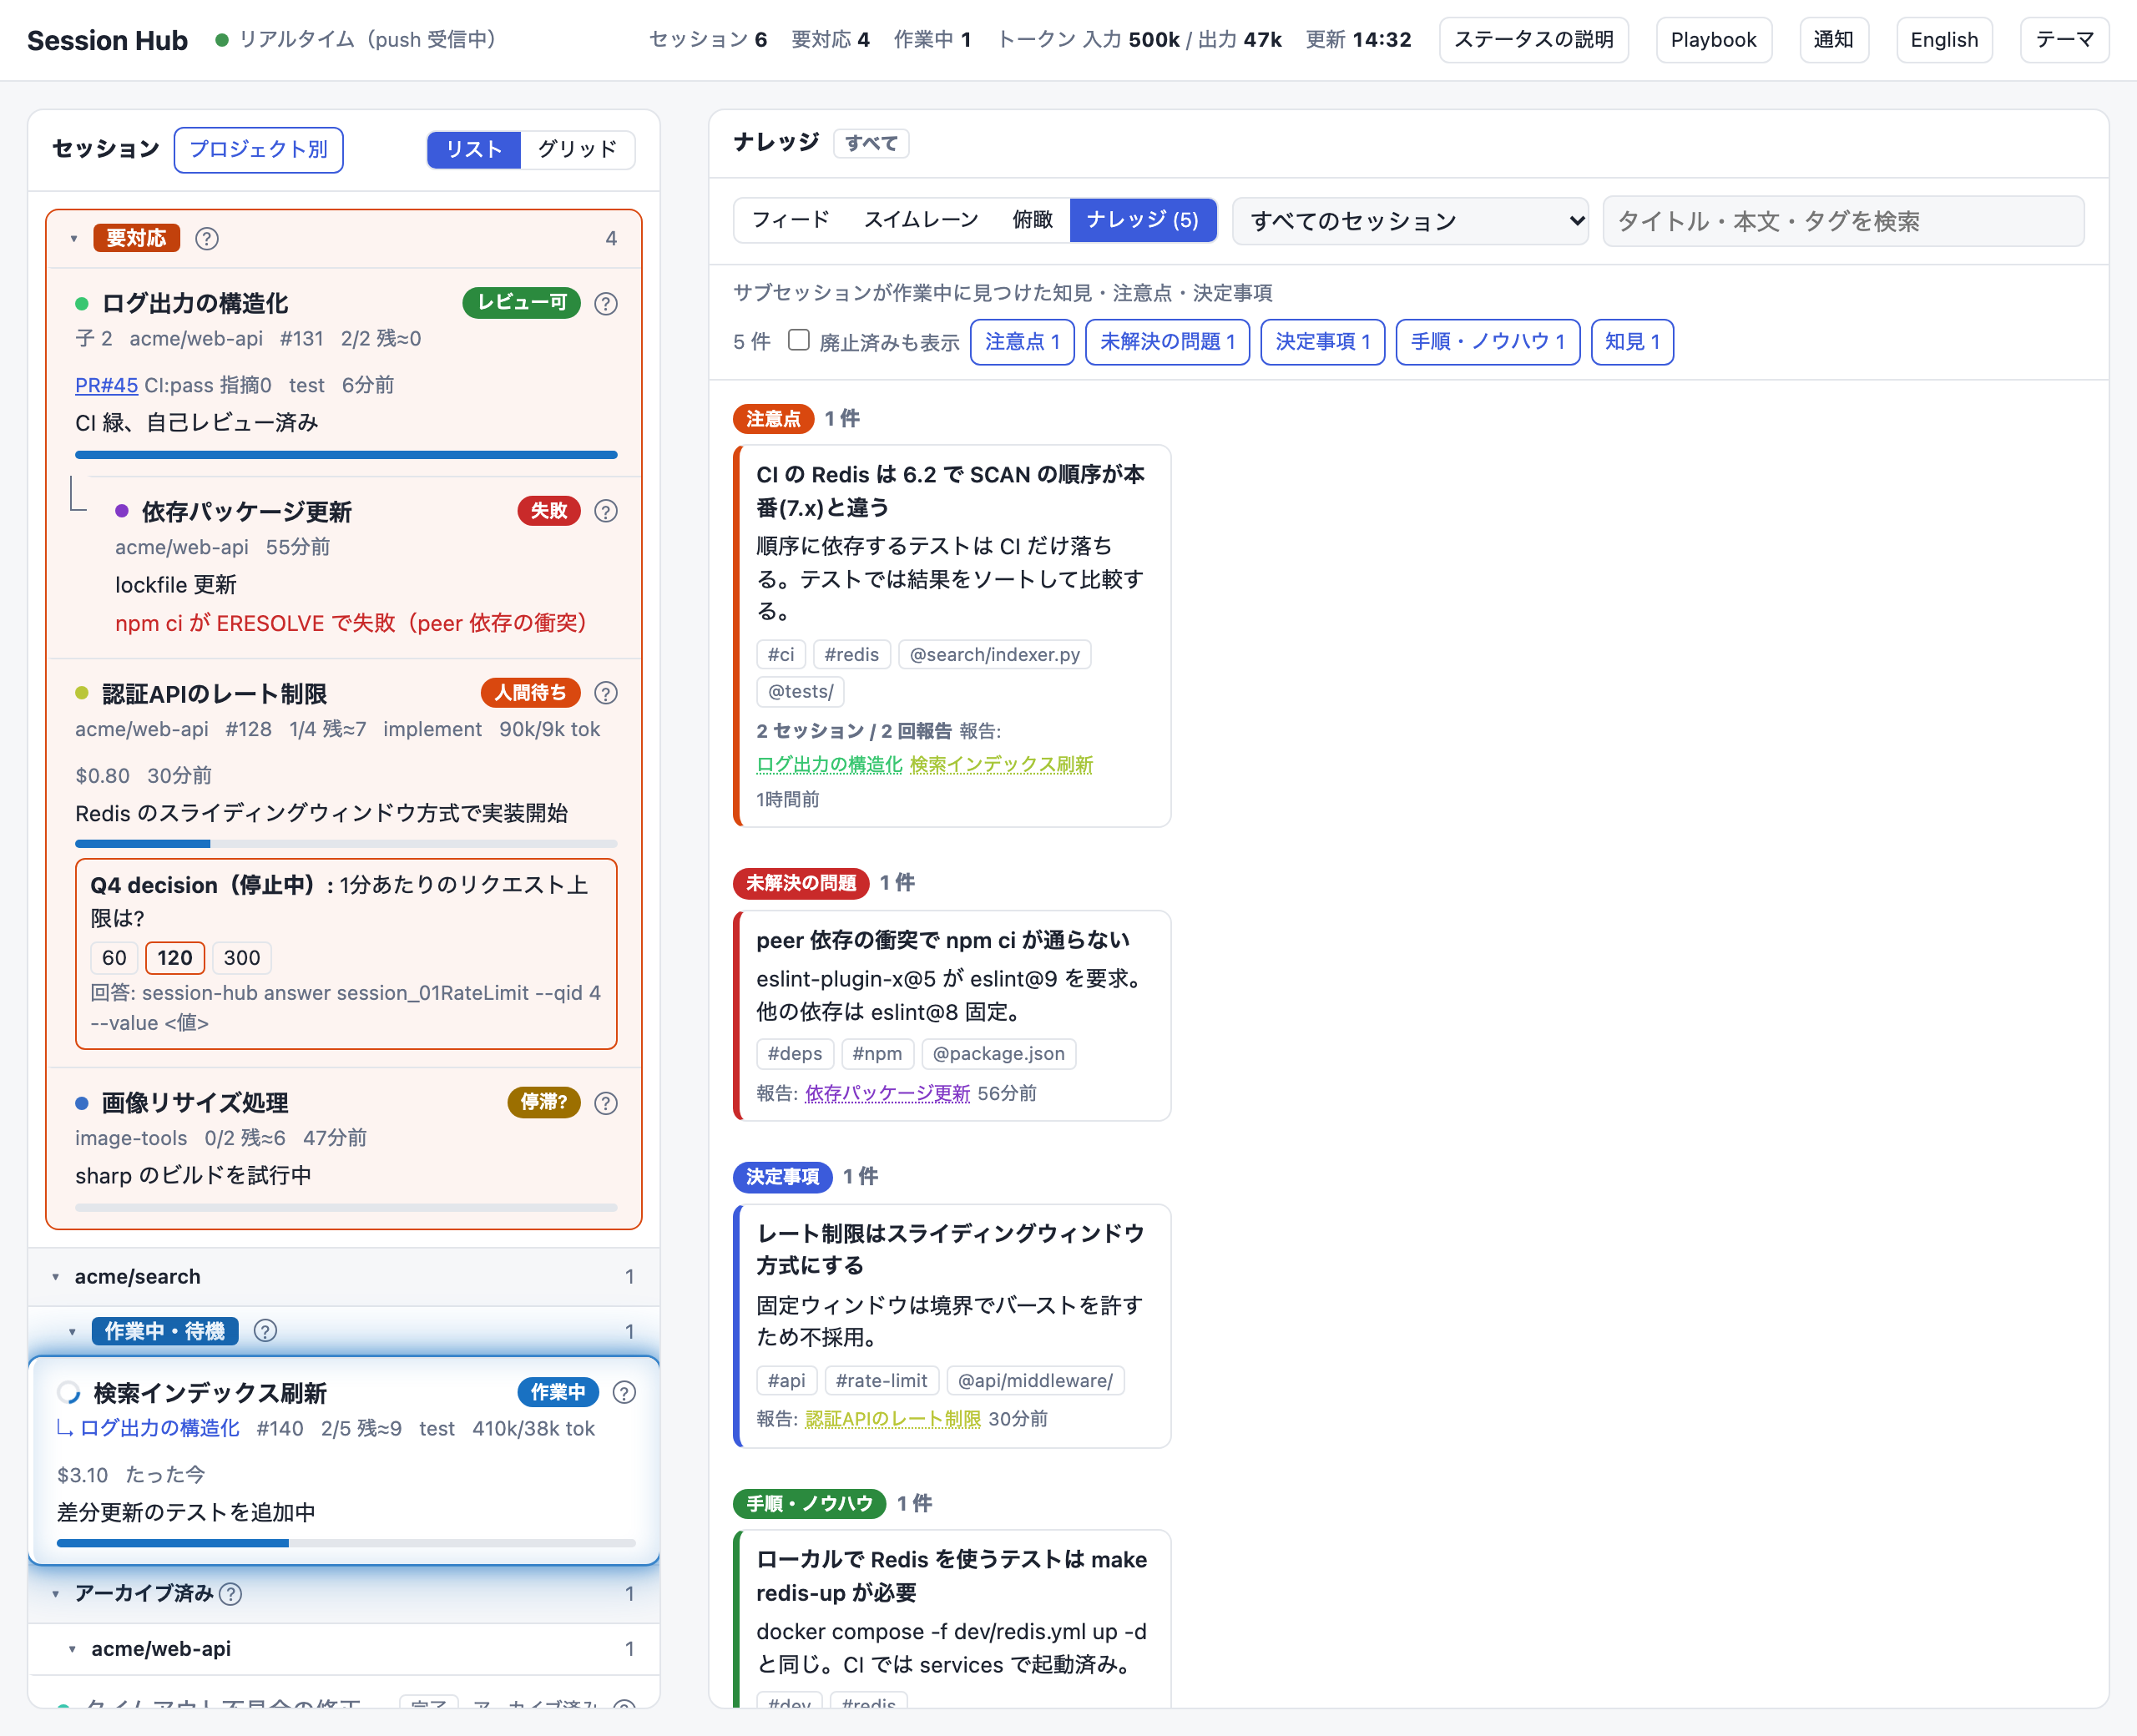 Session Hub
リアルタイム（push 受信中）
セッション 6 要対応 4 作業中 1 トークン 入力 500k / 出力 47k 更新 14:32
ステータスの説明
Playbook
通知
English
テーマ
セッション
プロジェクト別
リスト
グリッド
▾ 要対応 ? 4
ログ出力の構造化 レビュー可 ?
子 2 acme/web-api #131 2/2 残≈0
PR#45 CI:pass 指摘0 test 6分前
CI 緑、自己レビュー済み
依存パッケージ更新 失敗 ?
acme/web-api 55分前
lockfile 更新
npm ci が ERESOLVE で失敗（peer 依存の衝突）
認証APIのレート制限 人間待ち ?
acme/web-api #128 1/4 残≈7 implement 90k/9k tok
$0.80 30分前
Redis のスライディングウィンドウ方式で実装開始
Q4 decision（停止中）: 1分あたりのリクエスト上
限は?
60 120 300
回答: session-hub answer session_01RateLimit --qid 4
--value <値>
画像リサイズ処理 停滞? ?
image-tools 0/2 残≈6 47分前
sharp のビルドを試行中
▾ acme/search 1
▾ 作業中・待機 ? 1
検索インデックス刷新 作業中 ?
ログ出力の構造化 #140 2/5 残≈9 test 410k/38k tok
$3.10 たった今
差分更新のテストを追加中
▾ アーカイブ済み ? 1
▾ acme/web-api 1
ナレッジ すべて
フィード スイムレーン 俯瞰 ナレッジ (5)
すべてのセッション
タイトル・本文・タグを検索
サブセッションが作業中に見つけた知見・注意点・決定事項
5 件 廃止済みも表示 注意点 1 未解決の問題 1 決定事項 1 手順・ノウハウ 1 知見 1
注意点 1 件
CI の Redis は 6.2 で SCAN の順序が本
番(7.x)と違う
順序に依存するテストは CI だけ落ち
る。テストでは結果をソートして比較す
る。
#ci #redis @search/indexer.py
@tests/
2 セッション / 2 回報告 報告:
ログ出力の構造化 検索インデックス刷新
1時間前
未解決の問題 1 件
peer 依存の衝突で npm ci が通らない
eslint-plugin-x@5 が eslint@9 を要求。
他の依存は eslint@8 固定。
#deps #npm @package.json
報告: 依存パッケージ更新 56分前
決定事項 1 件
レート制限はスライディングウィンドウ
方式にする
固定ウィンドウは境界でバーストを許す
ため不採用。
#api #rate-limit @api/middleware/
報告: 認証APIのレート制限 30分前
手順・ノウハウ 1 件
ローカルで Redis を使うテストは make
redis-up が必要
docker compose -f dev/redis.yml up -d
と同じ。CI では services で起動済み。
#dev #redis